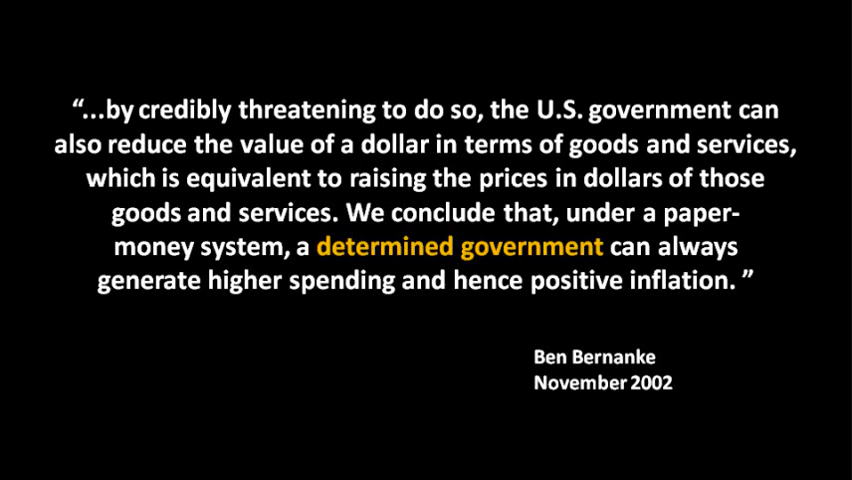 “...by credibly threatening to do so, the U.S. government can
also reduce the value of a dollar in terms of goods and services,
which is equivalent to raising the prices in dollars of those
goods and services. We conclude that, under a paper-
money system, a determined government can always
generate higher spending and hence positive inflation. ”
Ben Bernanke
November 2002